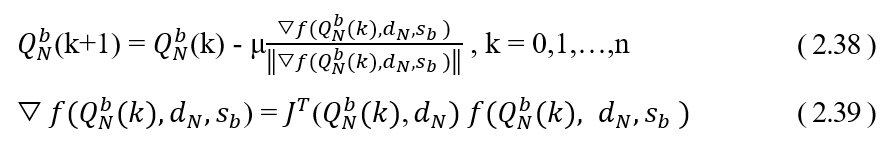 Q_N^b(k+1) = Q_N^b(k) - μ ▽f(Q_N^b(k),d_N,s_b) / ‖▽f(Q_N^b(k),d_N,s_b)‖ , k = 0,1,…,n ( 2.38 )
▽ f(Q_N^b(k), d_N, s_b) = J^T(Q_N^b(k), d_N) f(Q_N^b(k), d_N, s_b ) ( 2.39 )